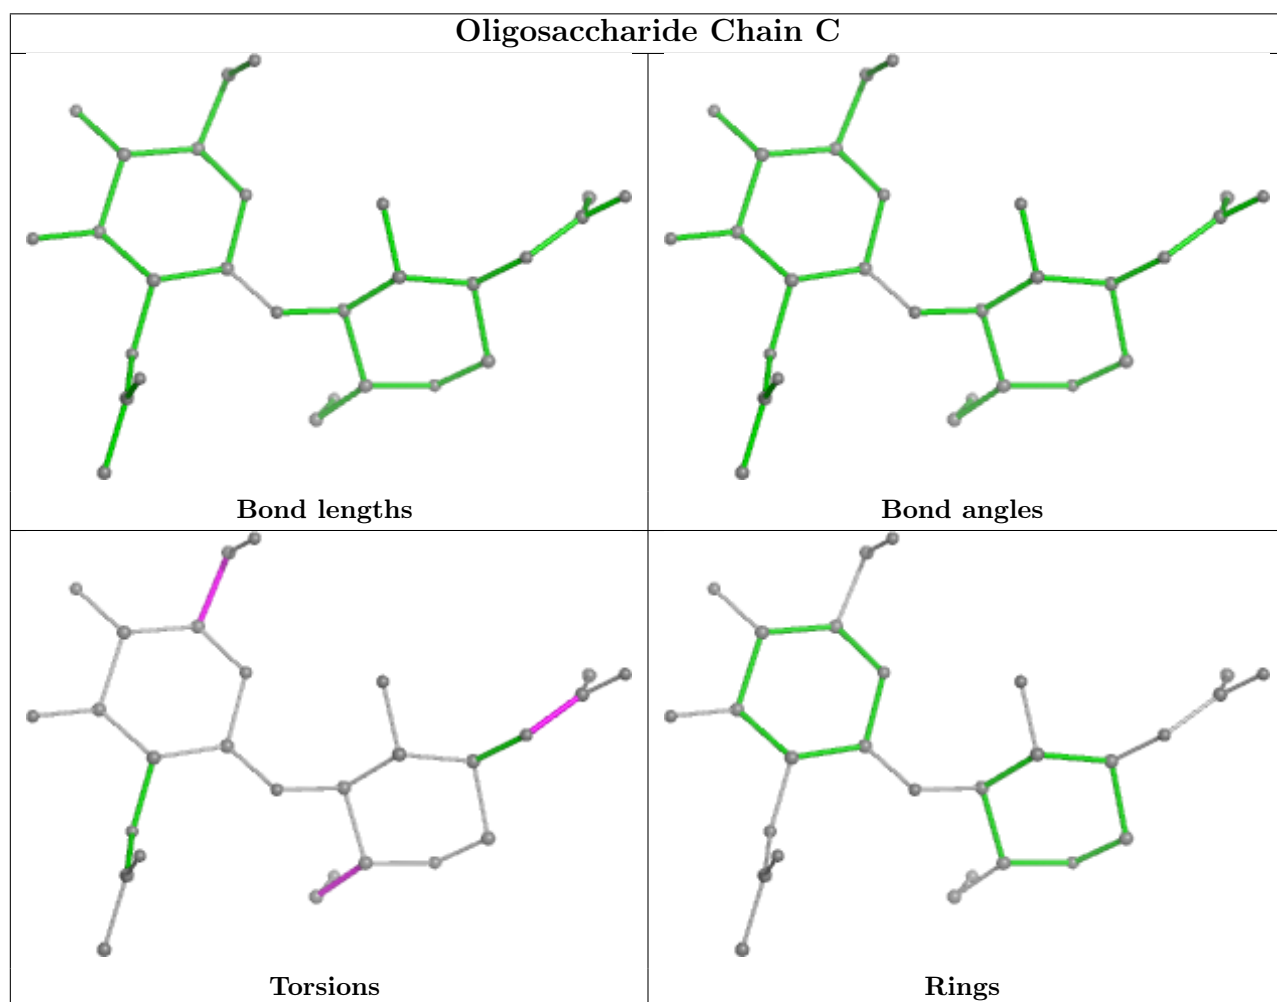 Oligosaccharide Chain C
Bond lengths
Bond angles
Torsions
Rings